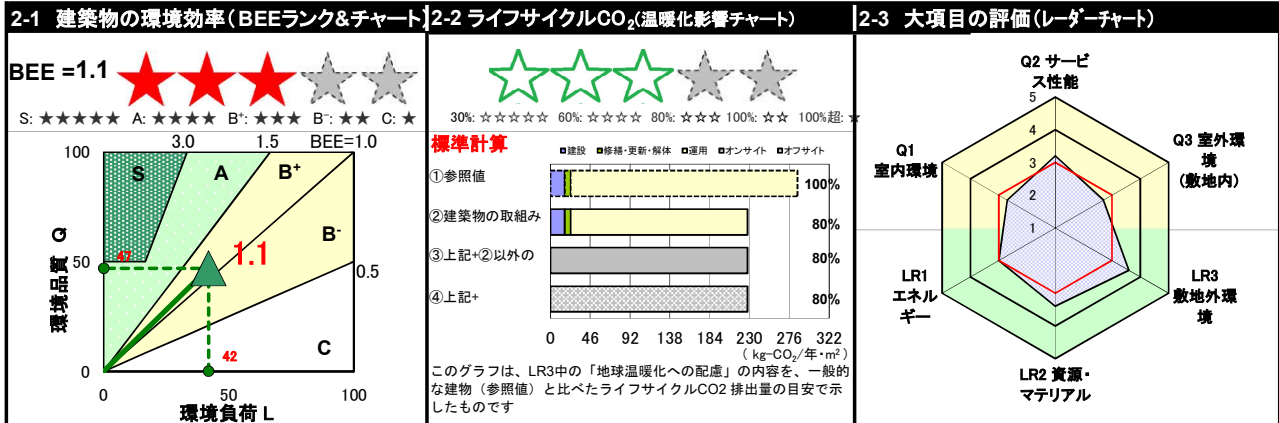 2-1 建築物の環境効率(BEEランク&チャート)
BEE =1.1
S: ★★★★★ A: ★★★★ B⁺: ★★★ B⁻: ★★ C: ★
3.0 1.5 BEE=1.0
100
S
A
B⁺
B⁻
0.5
C
50
47
1.1
42
0
環境品質 Q
0 50 100
環境負荷 L
2-2 ライフサイクルCO₂(温暖化影響チャート)
30%: ☆☆☆☆☆ 60%: ☆☆☆☆ 80%: ☆☆☆ 100%: ☆☆ 100%超: ★
標準計算
■建設 ■修繕・更新・解体 □運用 ■オンサイト ■オフサイト
①参照値
100%
②建築物の取組み
80%
③上記+②以外の
80%
④上記+
80%
0 46 92 138 184 230 276 322
( kg-CO₂/年・m² )
このグラフは、LR3中の「地球温暖化への配慮」の内容を、一般的
な建物（参照値）と比べたライフサイクルCO2 排出量の目安で示
したものです
2-3 大項目の評価(レーダーチャート)
Q2 サービ
ス性能
5
4
3
2
1
Q1
室内環境
Q3 室外環
境
(敷地内)
LR1
エネル
ギー
LR3
敷地外環
境
LR2 資源・
マテリアル